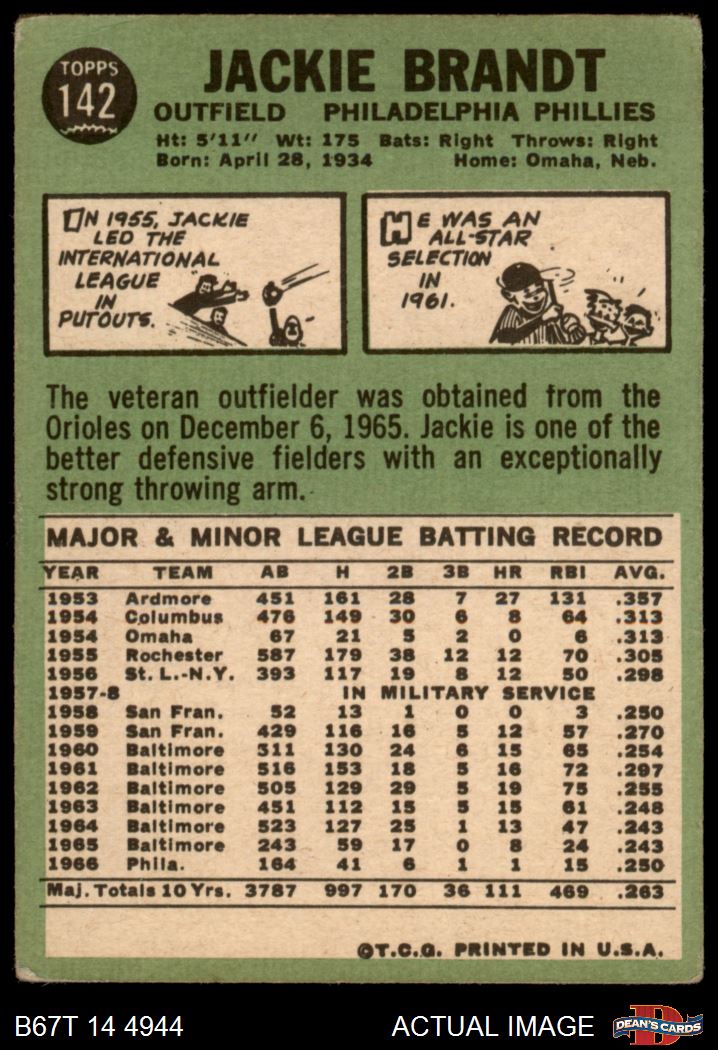 TOPPS
142
JACKIE BRANDT
OUTFIELD PHILADELPHIA PHILLIES
Ht: 5'11" Wt: 175 Bats: Right Throws: Right
Born: April 28, 1934 Home: Omaha, Neb.
IN 1955, JACKIE
LED THE
INTERNATIONAL
LEAGUE
IN
PUTOUTS.
HE WAS AN
ALL-STAR
SELECTION
IN
1961.
The veteran outfielder was obtained from the
Orioles on December 6, 1965. Jackie is one of the
better defensive fielders with an exceptionally
strong throwing arm.
MAJOR & MINOR LEAGUE BATTING RECORD
YEAR TEAM AB H 2B 3B HR RBI AVG.
1953 Ardmore 451 161 28 7 27 131 .357
1954 Columbus 476 149 30 6 8 64 .313
1954 Omaha 67 21 5 2 0 6 .313
1955 Rochester 587 179 38 12 12 70 .305
1956 St. L.-N.Y. 393 117 19 8 12 50 .298
1957-8 IN MILITARY SERVICE
1958 San Fran. 52 13 1 0 0 3 .250
1959 San Fran. 429 116 16 5 12 57 .270
1960 Baltimore 511 130 24 6 15 65 .254
1961 Baltimore 516 153 18 5 16 72 .297
1962 Baltimore 505 129 29 5 19 75 .255
1963 Baltimore 451 112 15 5 15 61 .248
1964 Baltimore 523 127 25 1 13 47 .243
1965 Baltimore 243 59 17 0 8 24 .243
1966 Phila. 164 41 6 1 1 15 .250
Maj. Totals 10 Yrs. 3787 997 170 36 111 469 .263
©T.C.G. PRINTED IN U.S.A.
B67T 14 4944 ACTUAL IMAGE
DEAN'S CARDS